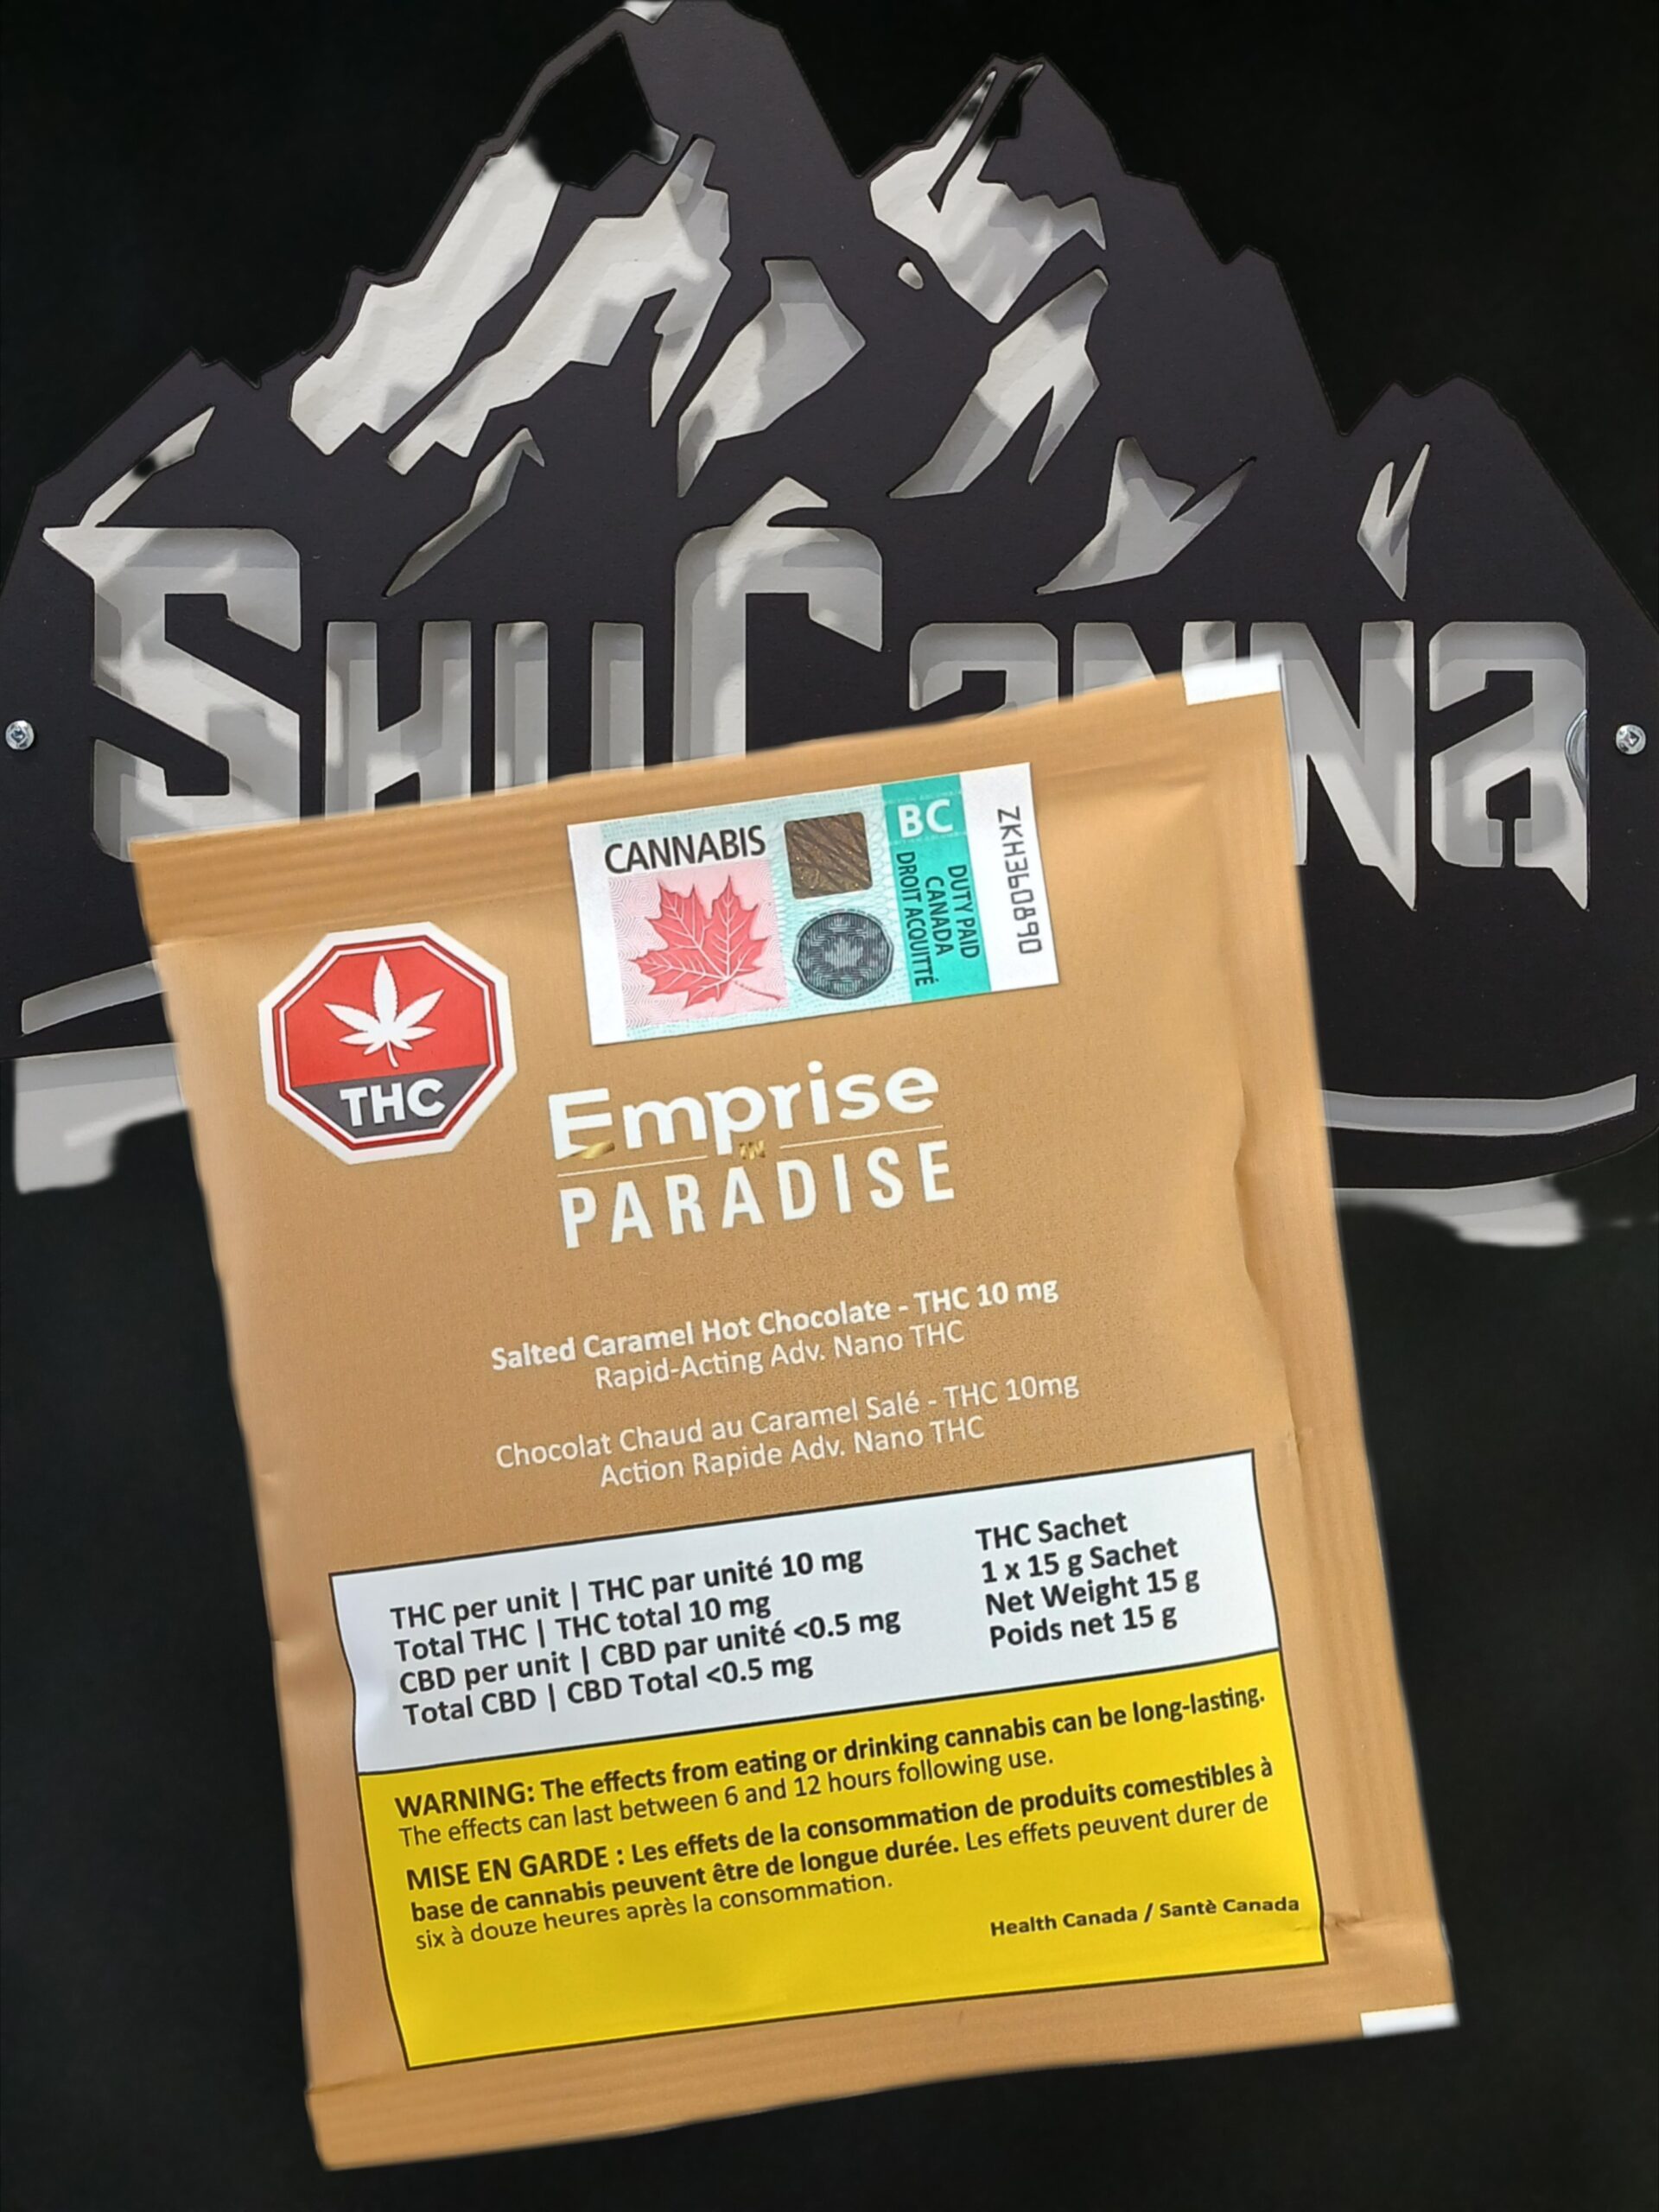 SHUCanna
CANNABIS
BC
DUTY PAID
CANADA
DROIT ACQUITTÉ
ZKH360890
THC
Emprise
IN
PARADISE
Salted Caramel Hot Chocolate - THC 10 mg
Rapid-Acting Adv. Nano THC
Chocolat Chaud au Caramel Salé - THC 10mg
Action Rapide Adv. Nano THC
THC per unit | THC par unité 10 mg
Total THC | THC total 10 mg
CBD per unit | CBD par unité <0.5 mg
Total CBD | CBD Total <0.5 mg
THC Sachet
1 x 15 g Sachet
Net Weight 15 g
Poids net 15 g
WARNING: The effects from eating or drinking cannabis can be long-lasting.
The effects can last between 6 and 12 hours following use.
MISE EN GARDE : Les effets de la consommation de produits comestibles à
base de cannabis peuvent être de longue durée. Les effets peuvent durer de
six à douze heures après la consommation.
Health Canada / Santè Canada